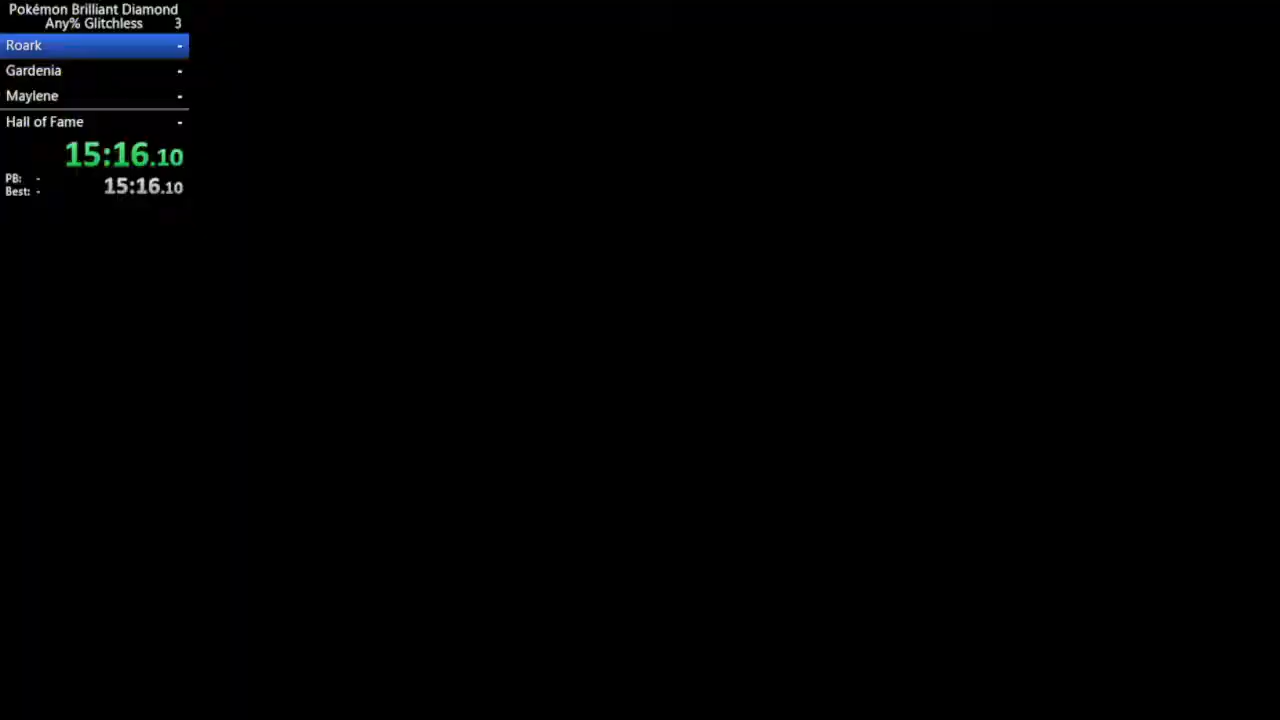 Pokémon Brilliant Diamond
Any% Glitchless 3
Roark -
Gardenia -
Maylene -
Hall of Fame -
15:16.10
PB: -
Best: - 15:16.10